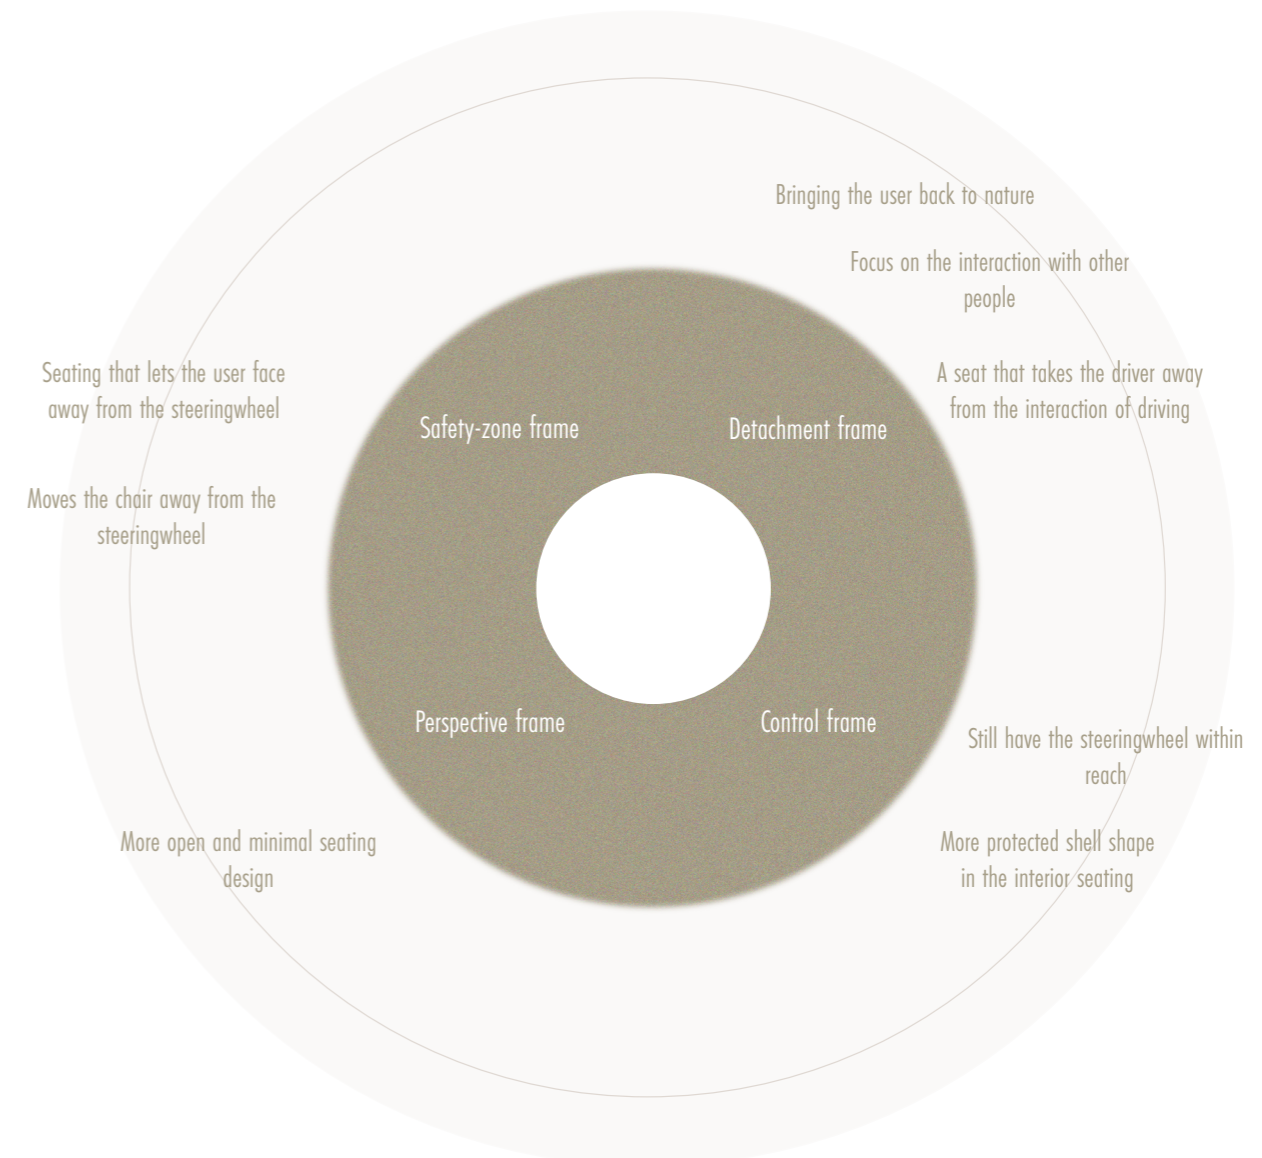 Bringing the user back to nature
Focus on the interaction with other
people
Seating that lets the user face
away from the steeringwheel
A seat that takes the driver away
from the interaction of driving
Safety-zone frame
Detachment frame
Moves the chair away from the
steeringwheel
Perspective frame
Control frame
Still have the steeringwheel within
reach
More open and minimal seating
design
More protected shell shape
in the interior seating